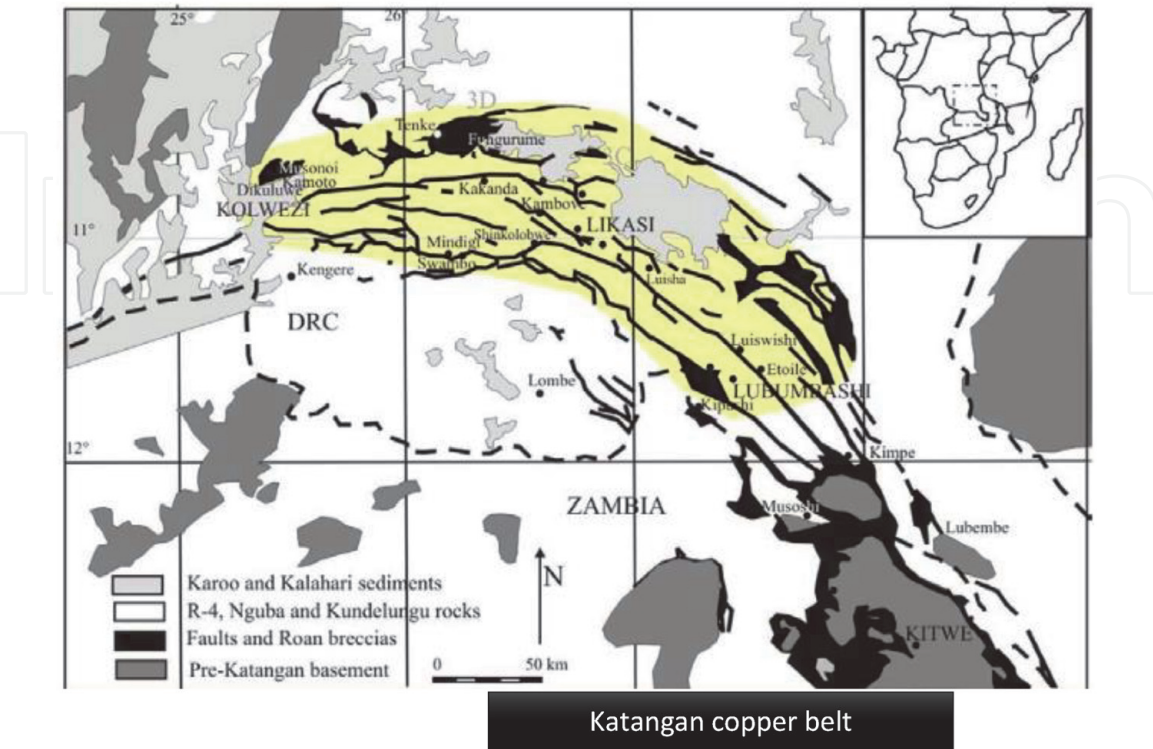 25°
26
3D
Tenke
Fungurume
Musonoi
Kamoto
Dikuluwe
KOLWEZI
Kakanda
Kambove
LIKASI
11°
Mindigi
Shinkolobwe
Swambo
Kengere
Luisha
DRC
Luiswishi
Etoile
LUBUMBASHI
Lombe
Kipushi
12°
Kimpe
ZAMBIA
Musoshi
Lubembe
N
KITWE
Karoo and Kalahari sediments
R-4, Nguba and Kundelungu rocks
Faults and Roan breccias
Pre-Katangan basement
0 50 km
Katangan copper belt